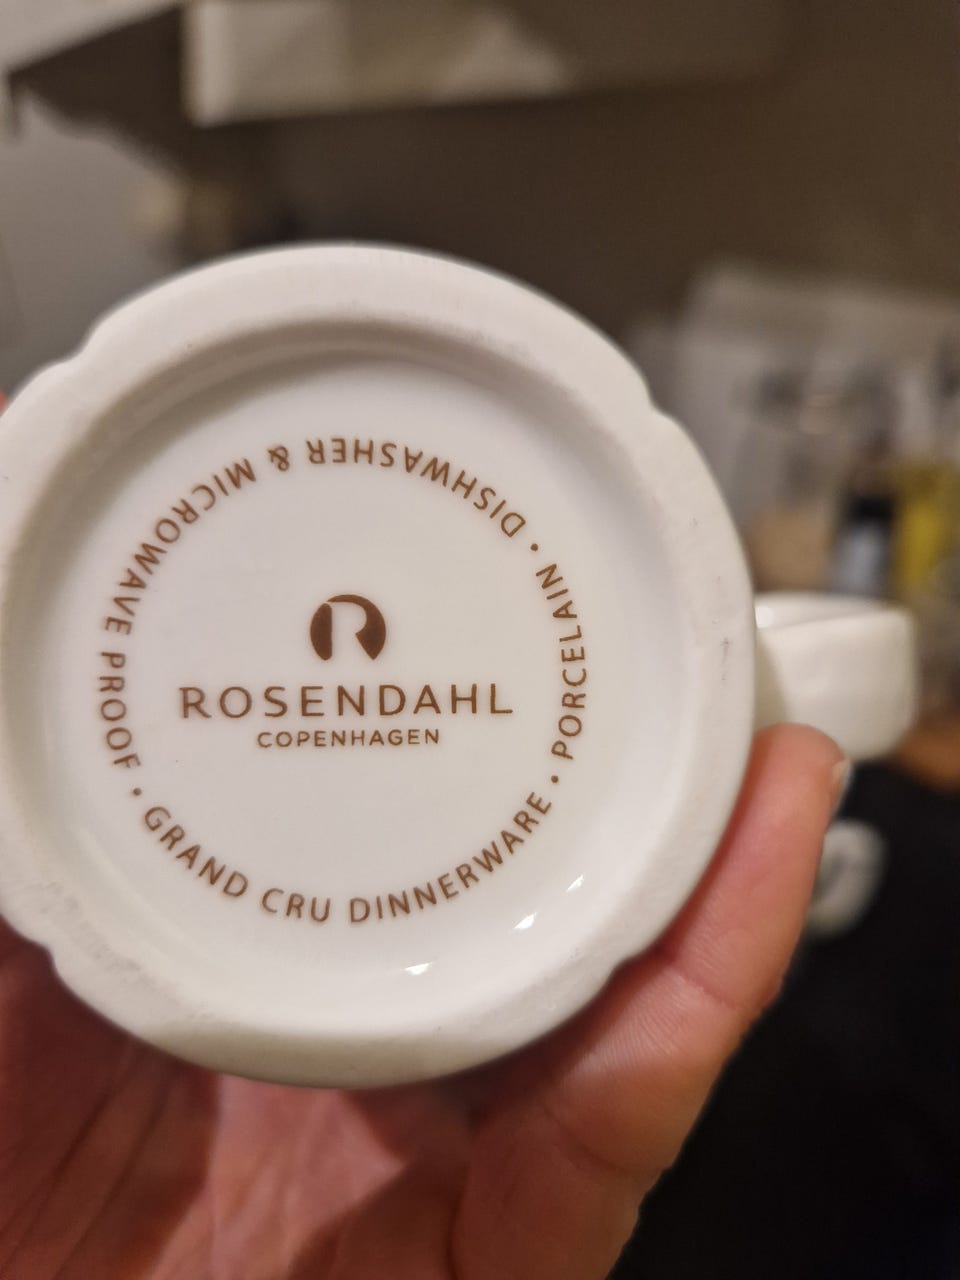 R
ROSENDAHL
COPENHAGEN
GRAND CRU DINNERWARE • PORCELAIN • DISHWASHER & MICROWAVE PROOF •